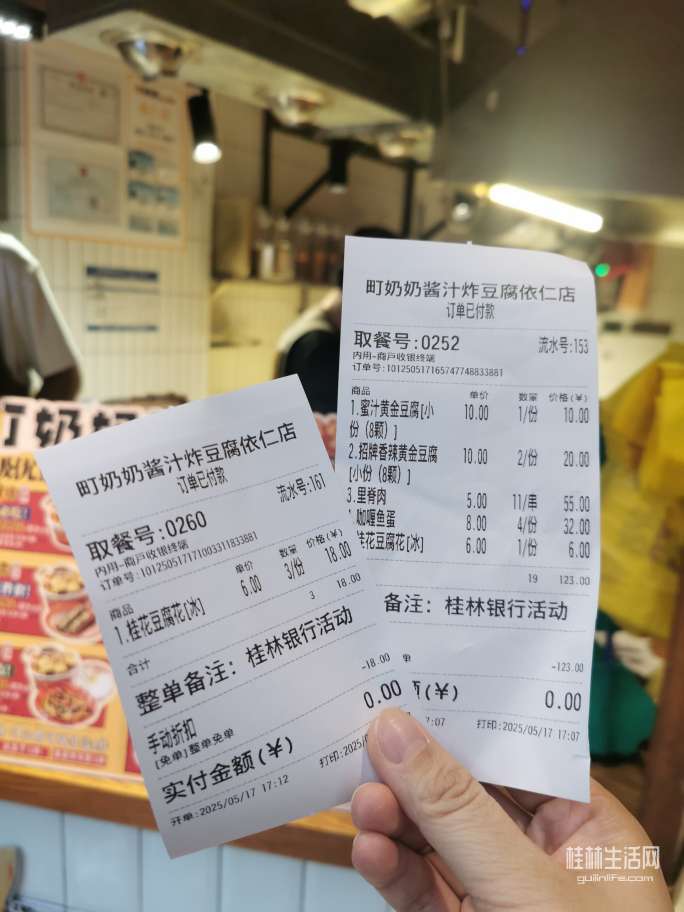 町奶奶酱汁炸豆腐依仁店
订单已付款
取餐号:0260
流水号:161
内用-商戶收银终端
订单号:101250517171003311833881
商品
单价
数量
价格(¥)
1.桂花豆腐花[冰]
6.00
3/份
18.00
合计
3
18.00
整单备注: 桂林银行活动
手动折扣
-18.00
[免单]整单免单
实付金额(¥)
0.00
开单:2025/05/17 17:12
打印:2025/
町奶奶酱汁炸豆腐依仁店
订单已付款
取餐号:0252
流水号:153
内用-商戶收银终端
订单号:101250517165747748833881
商品
单价
数量
价格(¥)
1.蜜汁黄金豆腐[小
份（8颗）]
10.00
1/份
10.00
2.招牌香辣黄金豆腐
[小份（8颗）]
10.00
2/份
20.00
3.里脊肉
5.00
11/串
55.00
咖喱鱼蛋
8.00
4/份
32.00
桂花豆腐花[冰]
6.00
1/份
6.00
19
123.00
备注: 桂林银行活动
-123.00
(¥)
0.00
17:07
打印:2025/05/17 17:07
奶奶
桂林生活网
guilinlife.com